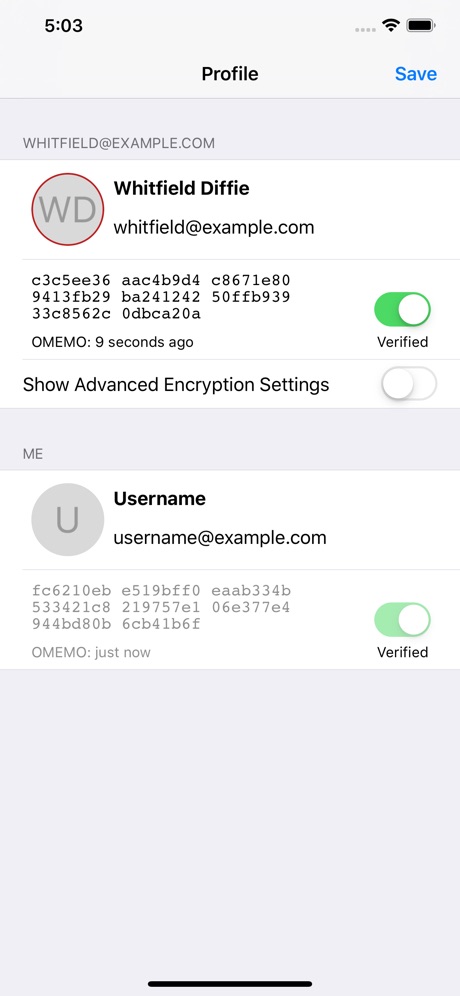 5:03
Profile
Save
WHITFIELD@EXAMPLE.COM
WD
Whitfield Diffie
whitfield@example.com
c3c5ee36 aac4b9d4 c8671e80
9413fb29 ba241242 50ffb939
33c8562c 0dbca20a
OMEMO: 9 seconds ago
Verified
Show Advanced Encryption Settings
ME
U
Username
username@example.com
fc6210eb e519bff0 eaab334b
533421c8 219757e1 06e377e4
944bd80b 6cb41b6f
OMEMO: just now
Verified